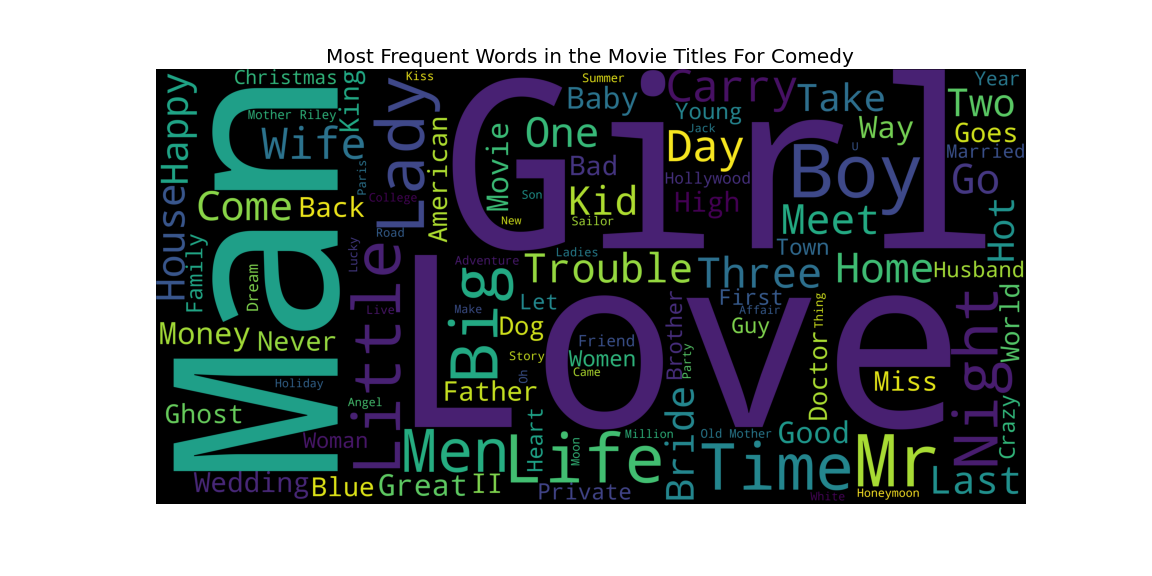 Most Frequent Words in the Movie Titles For Comedy
Christmas
Kiss
Summer
Year
Happy
Mother Riley
King
Lady
Girl
Baby
Carry
Young
Jack
Take
Two
Man
Wife
American
Movie
One
Bad
Day
Boy
U
Way
Goes
Married
Paris
Hollywood
Go
House
Come
Back
College
Son
Kid
High
Meet
Hot
New
Sailor
Road
Family
Lucky
Little
Ladies
Town
Dream
Adventure
Big
Trouble
Three
Home
Husband
Money
Never
Live
Make
Let
Love
First
Affair
Thing
World
Dog
Friend
Brother
Guy
Doctor
Night
Story
Women
Party
Holiday
Oh
Came
Father
Miss
Ghost
Angel
Bride
Woman
Men
Heart
Life
Moon
Million
Old Mother
Good
Crazy
Time
Mr
Last
Wedding
Blue
Great
II
Private
White
Honeymoon